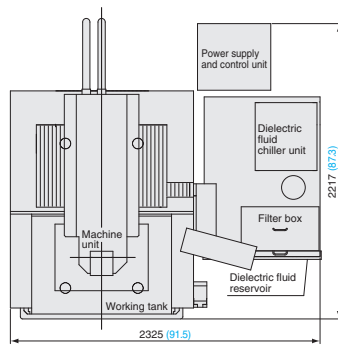 Power supply
and control unit
Dielectric
fluid
chiller unit
Filter box
Machine
unit
Dielectric fluid
reservoir
Working tank
2217 (87.3)
2325 (91.5)